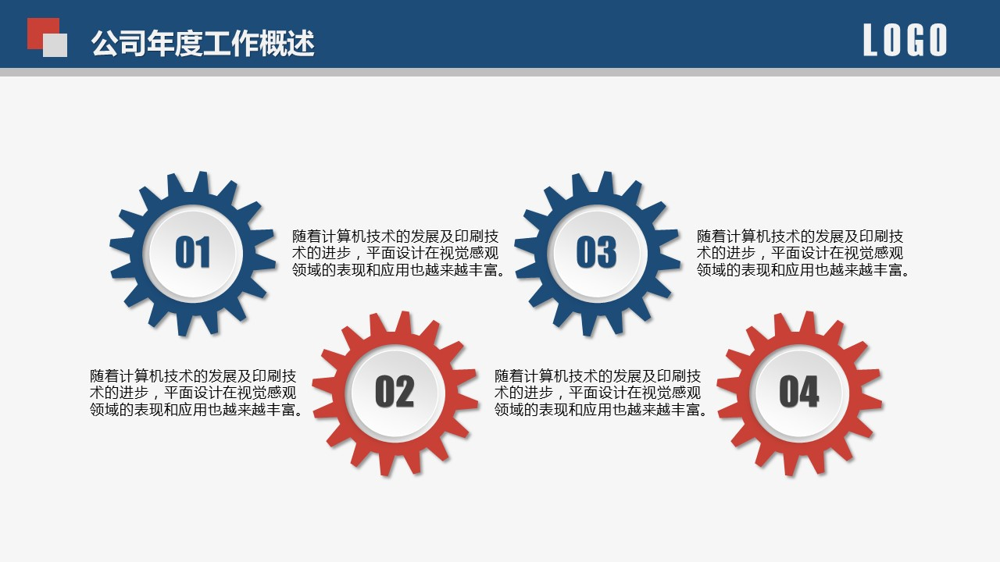 公司年度工作概述
LOGO
01
随着计算机技术的发展及印刷技
术的进步，平面设计在视觉感观
领域的表现和应用也越来越丰富。
03
随着计算机技术的发展及印刷技
术的进步，平面设计在视觉感观
领域的表现和应用也越来越丰富。
随着计算机技术的发展及印刷技
术的进步，平面设计在视觉感观
领域的表现和应用也越来越丰富。
02
随着计算机技术的发展及印刷技
术的进步，平面设计在视觉感观
领域的表现和应用也越来越丰富。
04